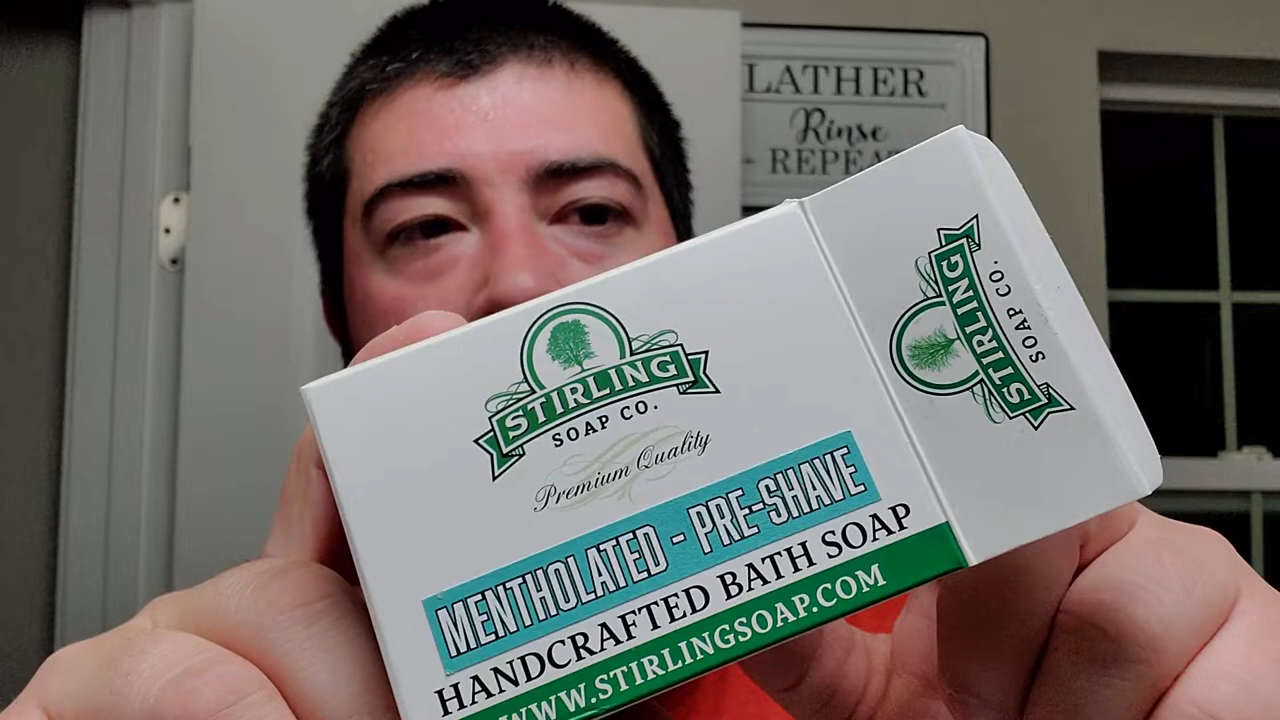 LATHER
Rinse
- REPEAT
STIRLING
SOAP CO.
Premium Quality
MENTHOLATED - PRE-SHAVE
HANDCRAFTED BATH SOAP
WWW.STIRLINGSOAP.COM
STIRLING
SOAP CO.